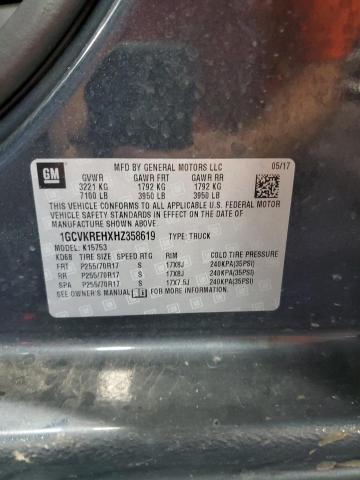 GM
MFD BY GENERAL MOTORS LLC 05/17
GVWR GAWR FRT GAWR RR
3221 KG 1792 KG 1792 KG
7100 LB 3950 LB 3950 LB
THIS VEHICLE CONFORMS TO ALL APPLICABLE U.S. FEDERAL MOTOR
VEHICLE SAFETY STANDARDS IN EFFECT ON THE DATE OF
MANUFACTURE SHOWN ABOVE.
1GCVKREHXHZ358619 TYPE: TRUCK
MODEL: K15753
KD68 TIRE SIZE SPEED RTG RIM COLD TIRE PRESSURE
FRT P255/70R17 S 17X8J 240KPA(35PSI)
RR P255/70R17 S 17X8J 240KPA(35PSI)
SPA P255/70R17 S 17X7.5J 240KPA(35PSI)
SEE OWNER'S MANUAL FOR MORE INFORMATION.